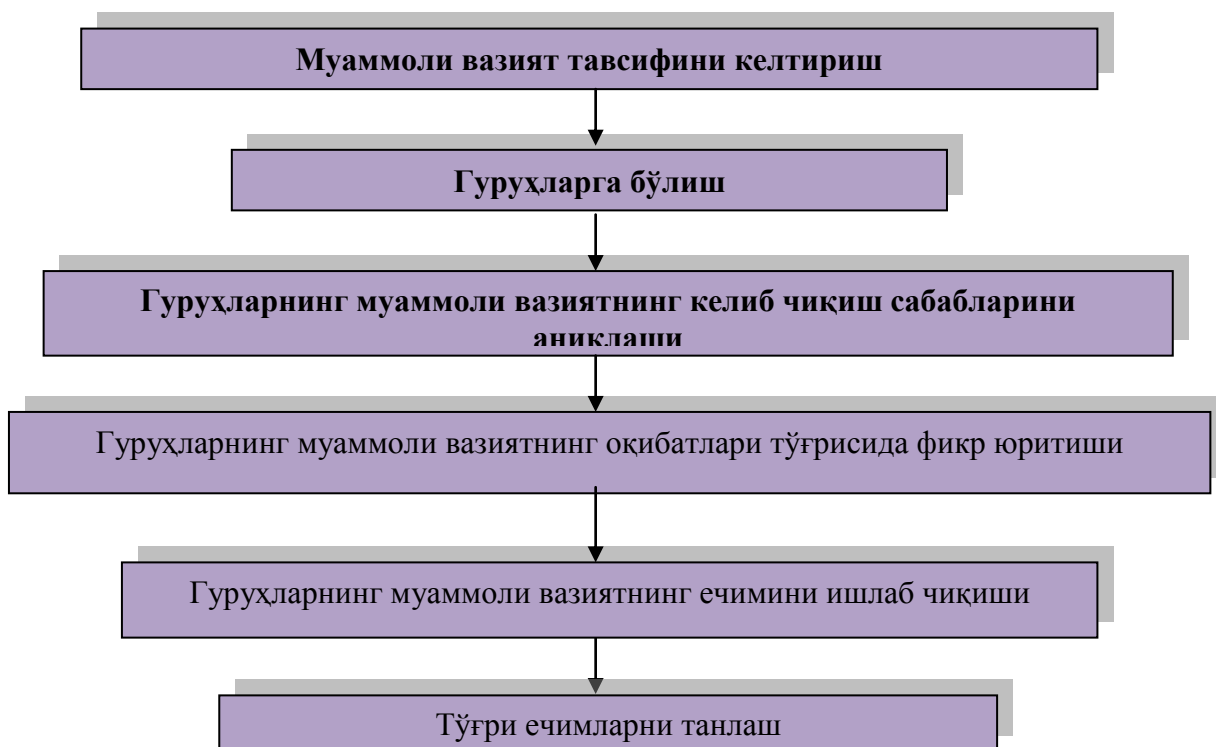 Муаммоли вазият тавсифини келтириш
Гуруҳларга бўлиш
Гуруҳларнинг муаммоли вазиятнинг келиб чиқиш сабабларини
аниқлаши
Гуруҳларнинг муаммоли вазиятнинг оқибатлари тўғрисида фикр юритиши
Гуруҳларнинг муаммоли вазиятнинг ечимини ишлаб чиқиши
Тўғри ечимларни танлаш